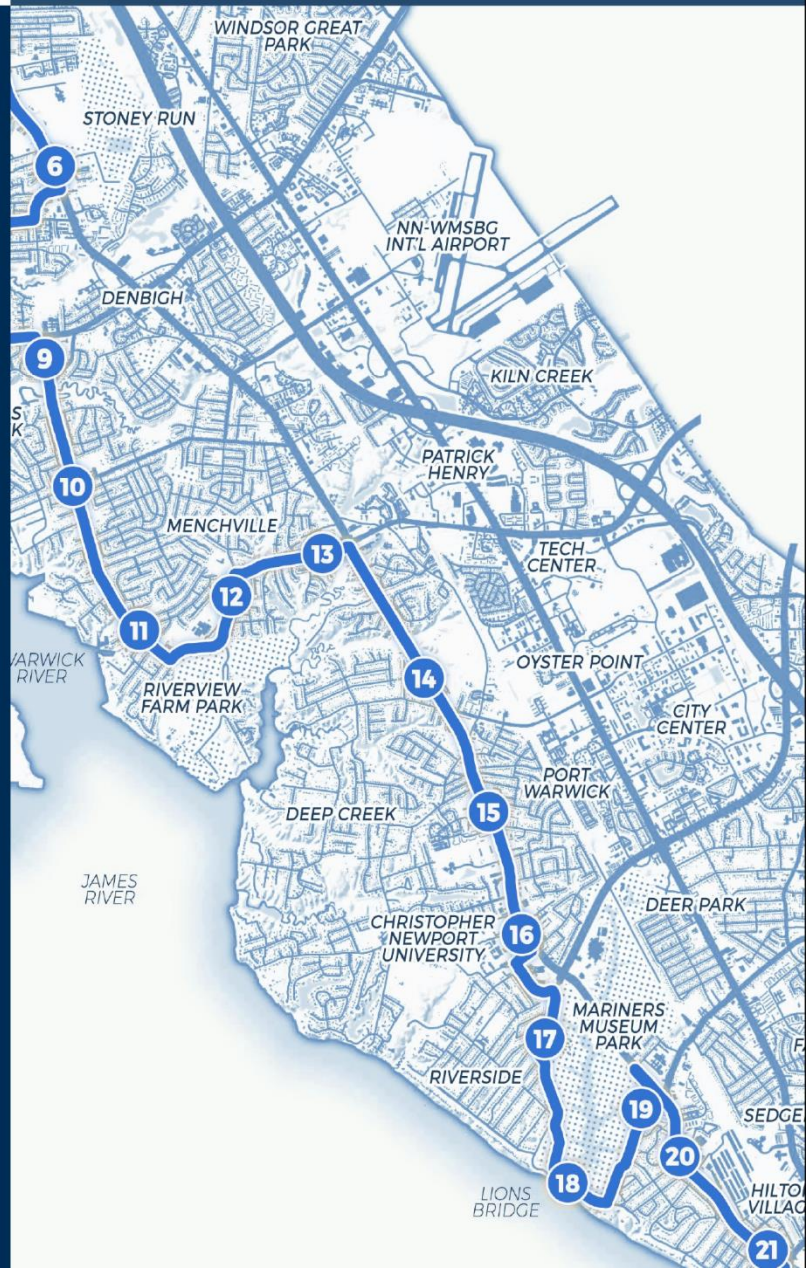 WINDSOR GREAT
PARK
STONEY RUN
6
NN-WMSBG
INT'L AIRPORT
DENBIGH
9
KILN CREEK
10
PATRICK
HENRY
MENCHVILLE
13
TECH
CENTER
12
11
OYSTER POINT
RIVER
14
RIVERVIEW
FARM PARK
CITY
CENTER
PORT
WARWICK
DEEP CREEK
15
JAMES
RIVER
DEER PARK
CHRISTOPHER
NEWPORT
UNIVERSITY
16
MARINERS
MUSEUM
PARK
17
RIVERSIDE
19
20
18
LIONS
BRIDGE
21